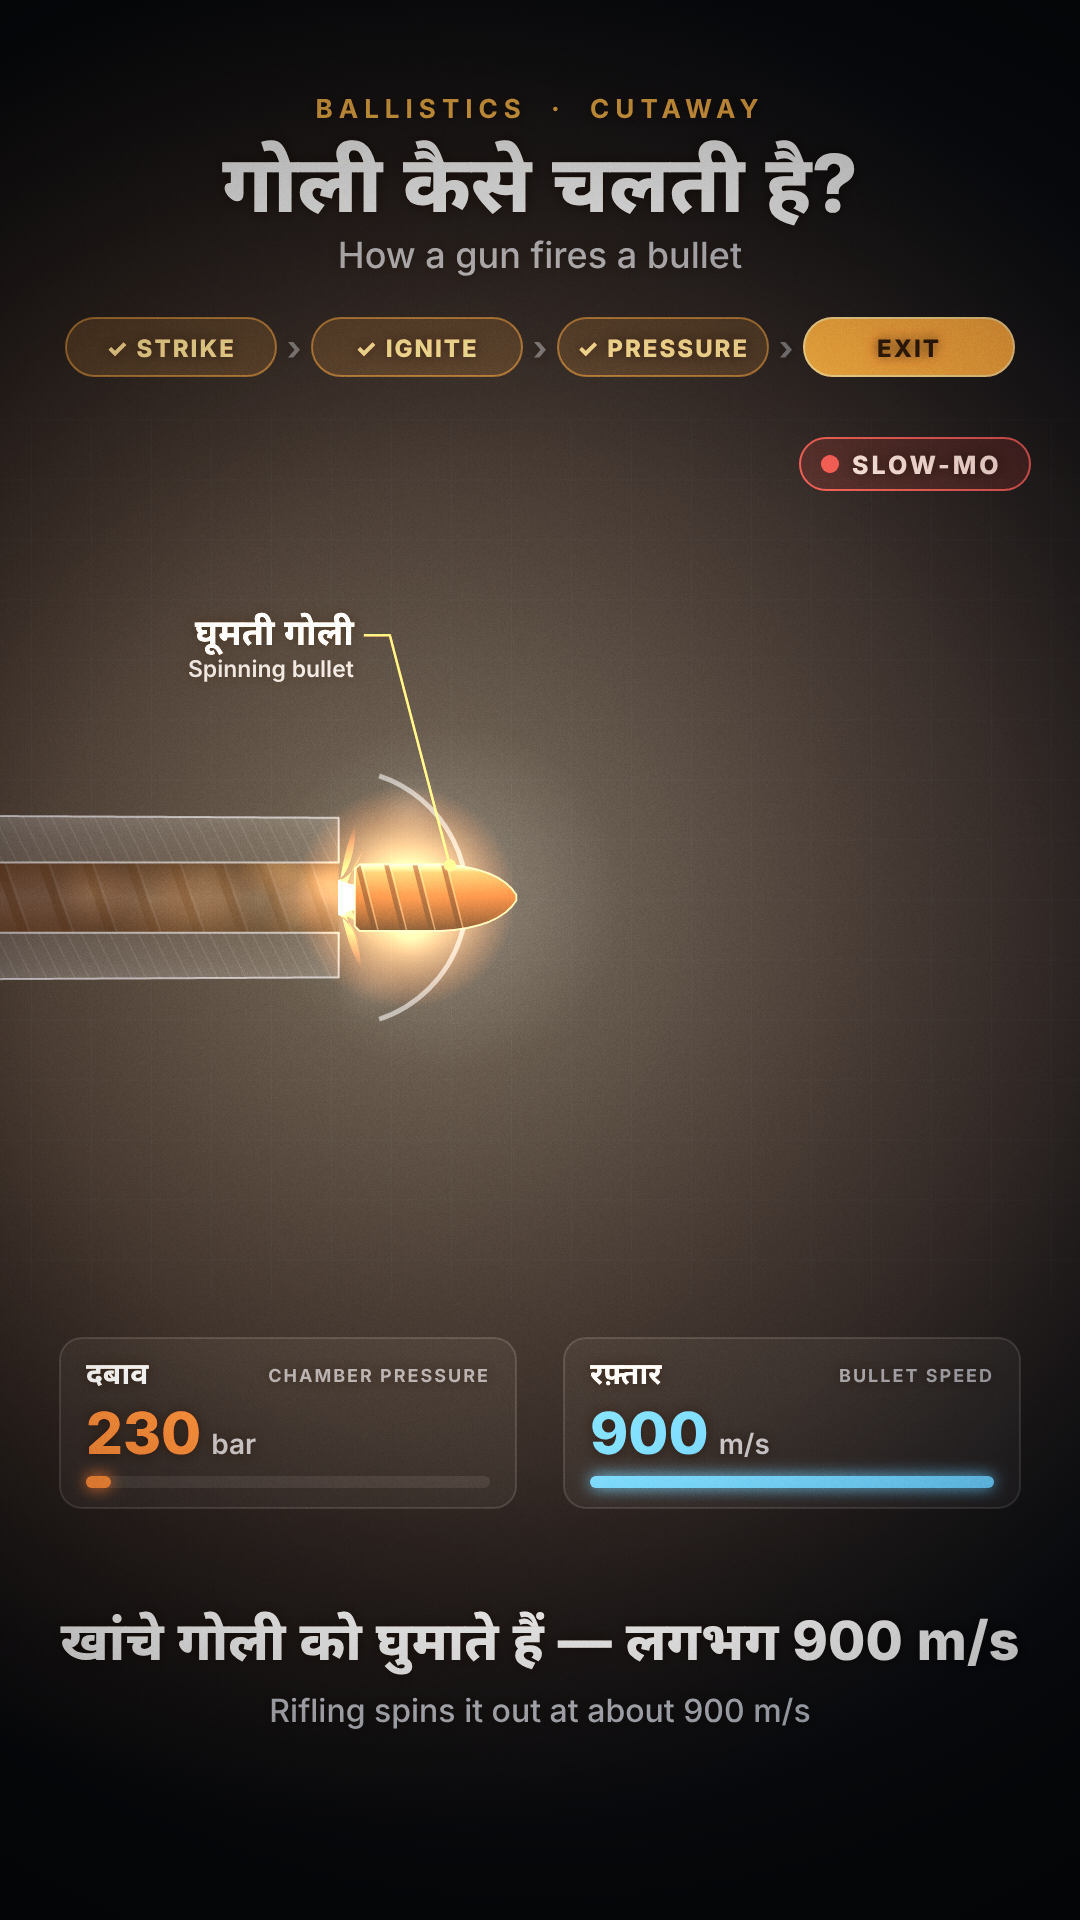 BALLISTICS · CUTAWAY
गोली कैसे चलती है?
How a gun fires a bullet
✓ STRIKE › ✓ IGNITE › ✓ PRESSURE › EXIT
SLOW-MO
घूमती गोली
Spinning bullet
दबाव CHAMBER PRESSURE
230 bar
रफ़्तार BULLET SPEED
900 m/s
खांचे गोली को घुमाते हैं — लगभग 900 m/s
Rifling spins it out at about 900 m/s